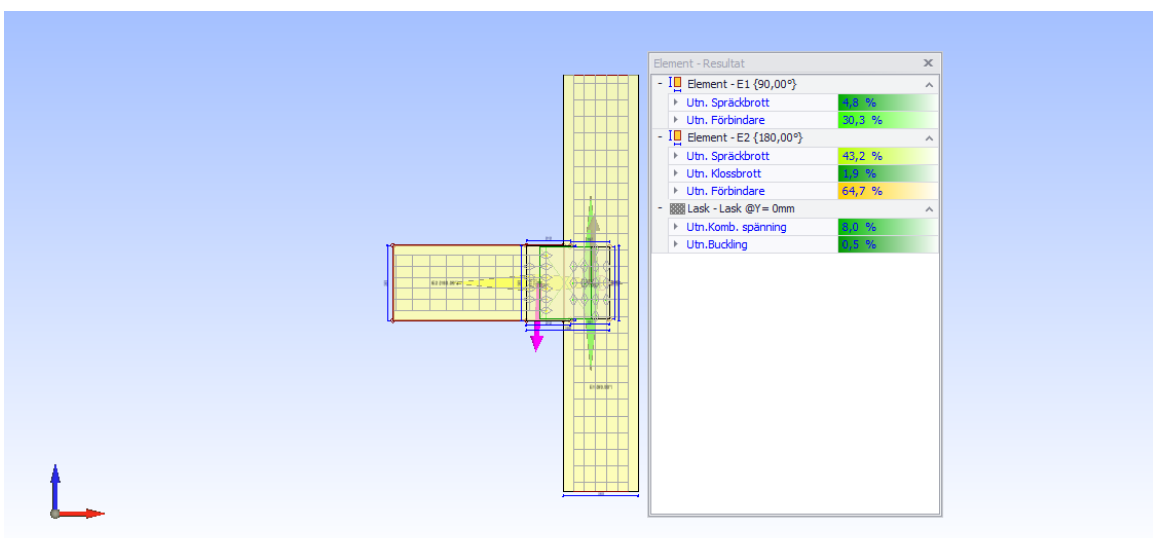 Element - Resultat
- Element - E1 {90,00°}
Utn. Spräckbrott 4,8 %
Utn. Förbindare 30,3 %
- Element - E2 {180,00°}
Utn. Spräckbrott 43,2 %
Utn. Klossbrott 1,9 %
Utn. Förbindare 64,7 %
- Lask - Lask @Y= 0mm
Utn.Komb. spänning 8,0 %
Utn.Buckling 0,5 %